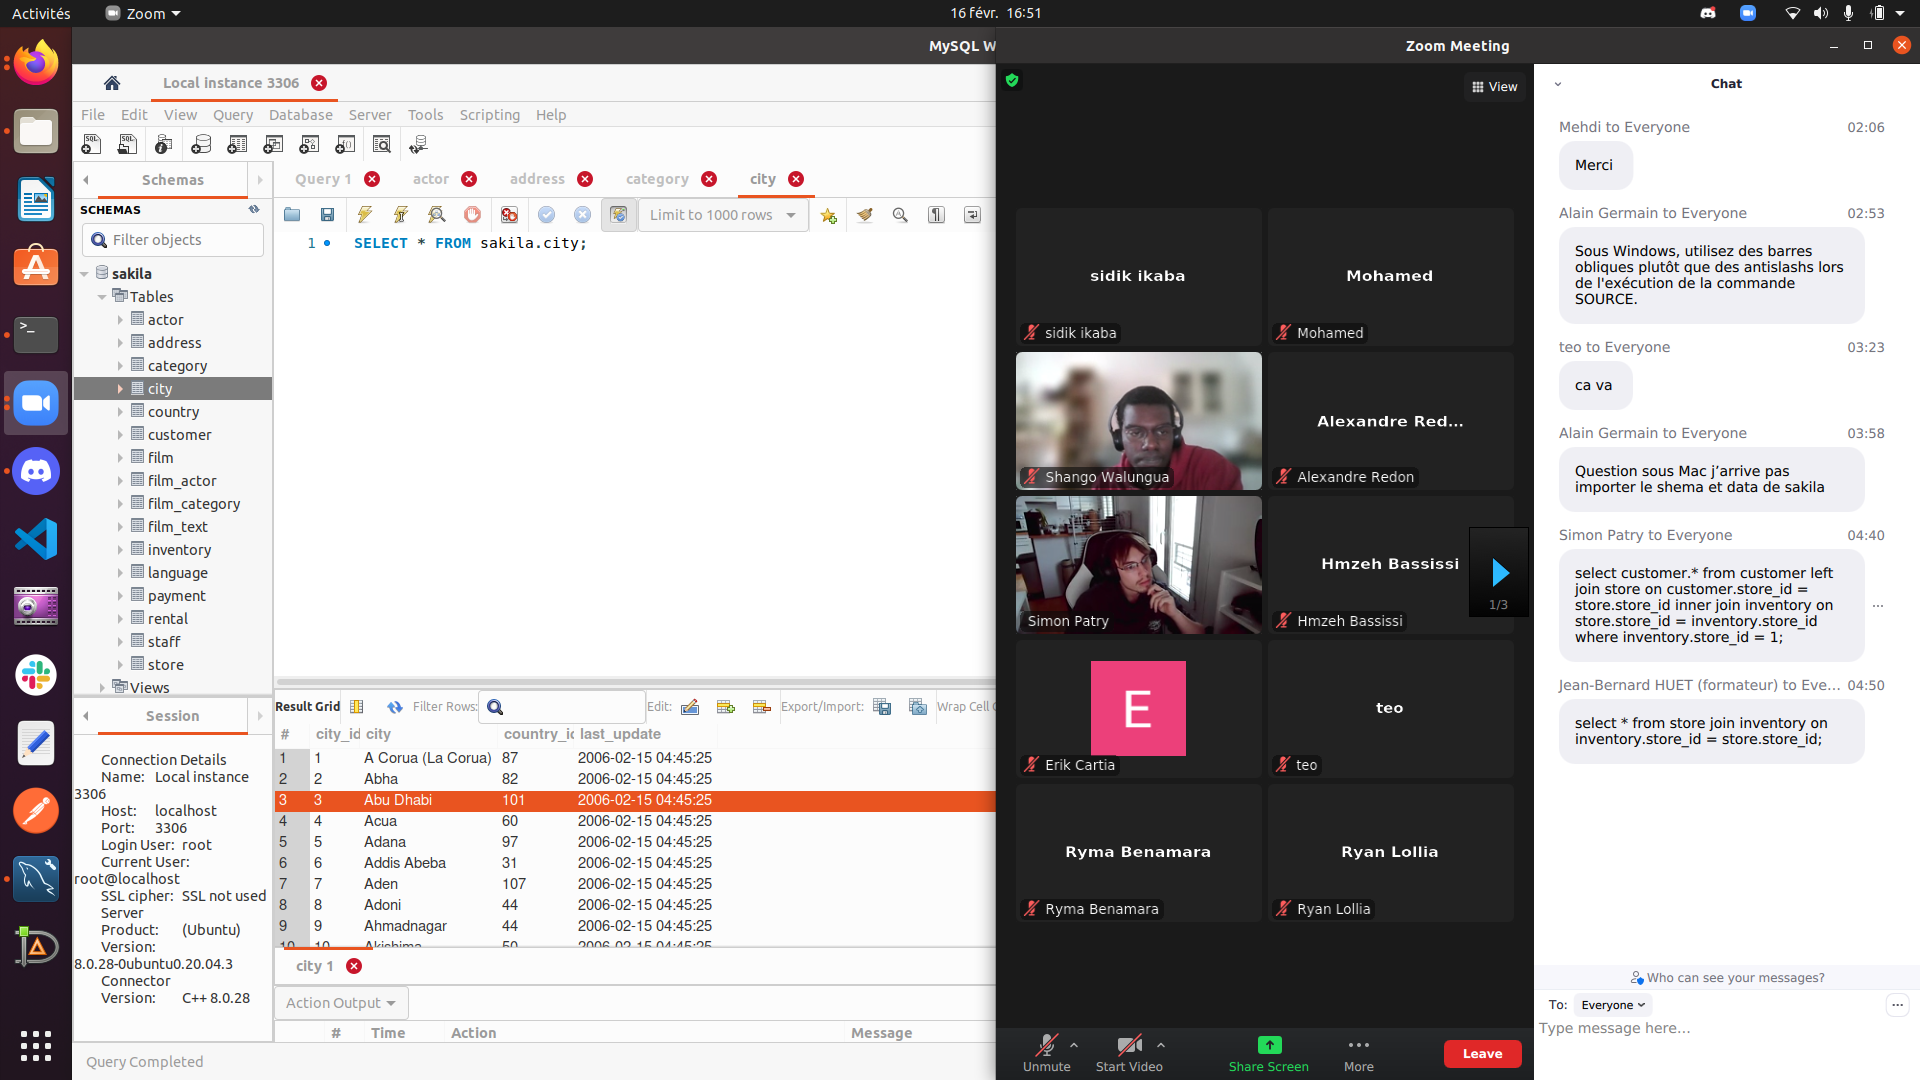 Activités
Zoom
16 févr. 16:51
MySQL W
Local instance 3306
File Edit View Query Database Server Tools Scripting Help
Schemas
SCHEMAS
Filter objects
sakila
Tables
actor
address
category
city
country
customer
film
film_actor
film_category
film_text
inventory
language
payment
rental
staff
store
Views
Session
Connection Details
Name: Local instance
3306
Host: localhost
Port: 3306
Login User: root
Current User:
root@localhost
SSL cipher: SSL not used
Server
Product: (Ubuntu)
Version:
8.0.28-0ubuntu0.20.04.3
Connector
Version: C++ 8.0.28
Query Completed
Query 1 actor address category city
Limit to 1000 rows
1 SELECT * FROM sakila.city;
Result Grid Filter Rows: Edit: Export/Import: Wrap Cell
# city_id city country_ic last_update
1 1 A Corua (La Corua) 87 2006-02-15 04:45:25
2 2 Abha 82 2006-02-15 04:45:25
3 3 Abu Dhabi 101 2006-02-15 04:45:25
4 4 Acua 60 2006-02-15 04:45:25
5 5 Adana 97 2006-02-15 04:45:25
6 6 Addis Abeba 31 2006-02-15 04:45:25
7 7 Aden 107 2006-02-15 04:45:25
8 8 Adoni 44 2006-02-15 04:45:25
9 9 Ahmadnagar 44 2006-02-15 04:45:25
10 10 Akishima 50 2006-02-15 04:45:25
city 1
Action Output
# Time Action Message
Zoom Meeting
View
sidik ikaba
sidik ikaba
Mohamed
Mohamed
Shango Walungua
Alexandre Red...
Alexandre Redon
Simon Patry
Hmzeh Bassissi
Hmzeh Bassissi
1/3
E
Erik Cartia
teo
teo
Ryma Benamara
Ryma Benamara
Ryan Lollia
Ryan Lollia
Unmute
Start Video
Share Screen
More
Leave
Chat
Mehdi to Everyone 02:06
Merci
Alain Germain to Everyone 02:53
Sous Windows, utilisez des barres
obliques plutôt que des antislashs lors
de l'exécution de la commande
SOURCE.
teo to Everyone 03:23
ca va
Alain Germain to Everyone 03:58
Question sous Mac j’arrive pas
importer le shema et data de sakila
Simon Patry to Everyone 04:40
select customer.* from customer left
join store on customer.store_id =
store.store_id inner join inventory on
store.store_id = inventory.store_id
where inventory.store_id = 1;
Jean-Bernard HUET (formateur) to Eve... 04:50
select * from store join inventory on
inventory.store_id = store.store_id;
Who can see your messages?
To: Everyone
Type message here...